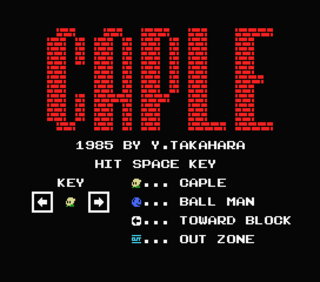 CAPLE
1985 BY Y.TAKAHARA
HIT SPACE KEY
KEY
... CAPLE
... BALL MAN
... TOWARD BLOCK
OUT... OUT ZONE